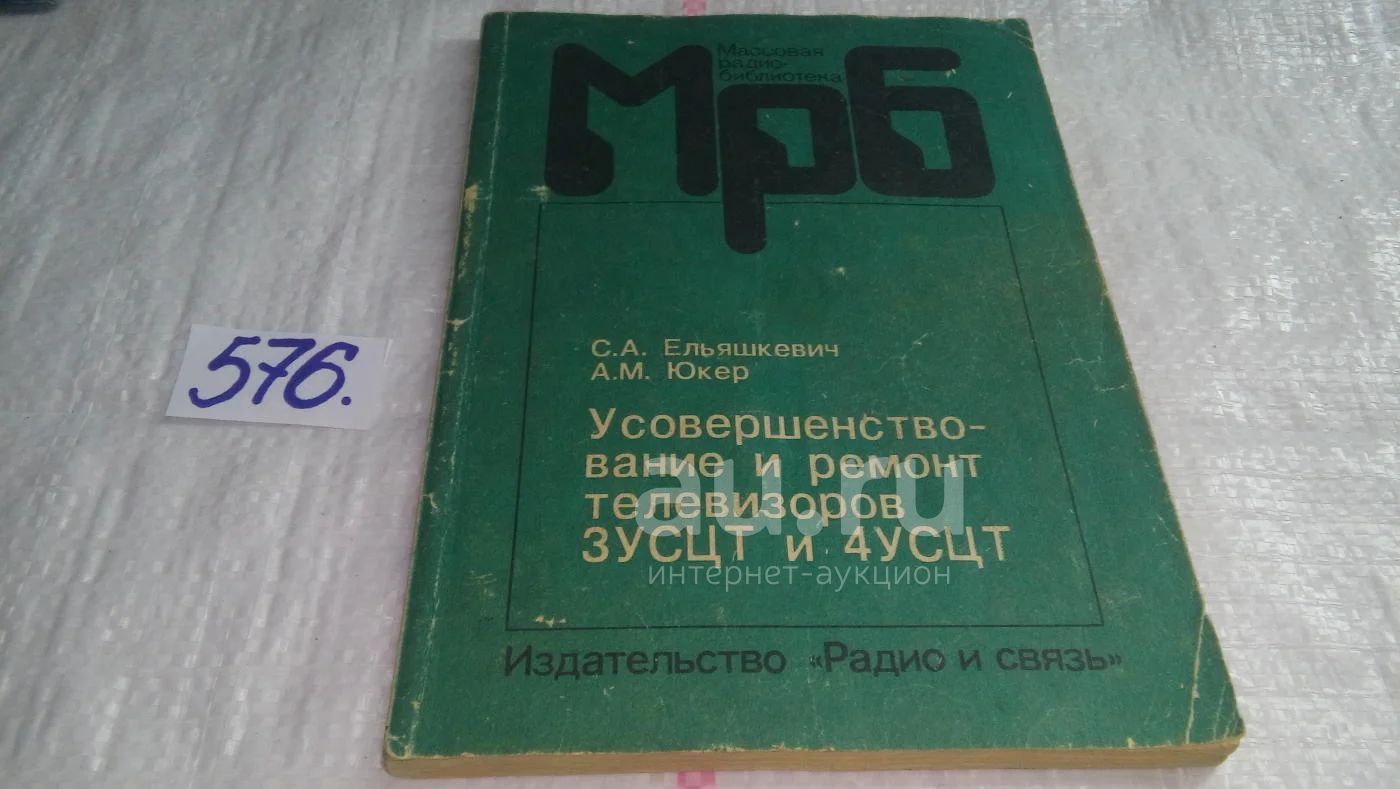 Массовая
радио-
библиотека
МРБ
576.
С.А. Ельяшкевич
А.М. Юкер
Усовершенство-
вание и ремонт
телевизоров
3УСЦТ и 4УСЦТ
au.ru
интернет-аукцион
Издательство «Радио и связь»